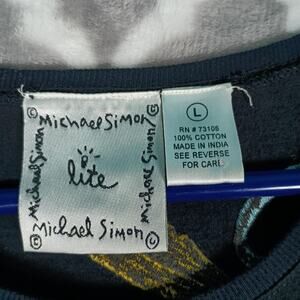 © Michael Simon ©
Michael Simon
lite
Michael Simon
© Michael Simon ©
L
RN # 73106
100% COTTON
MADE IN INDIA
SEE REVERSE
FOR CARE